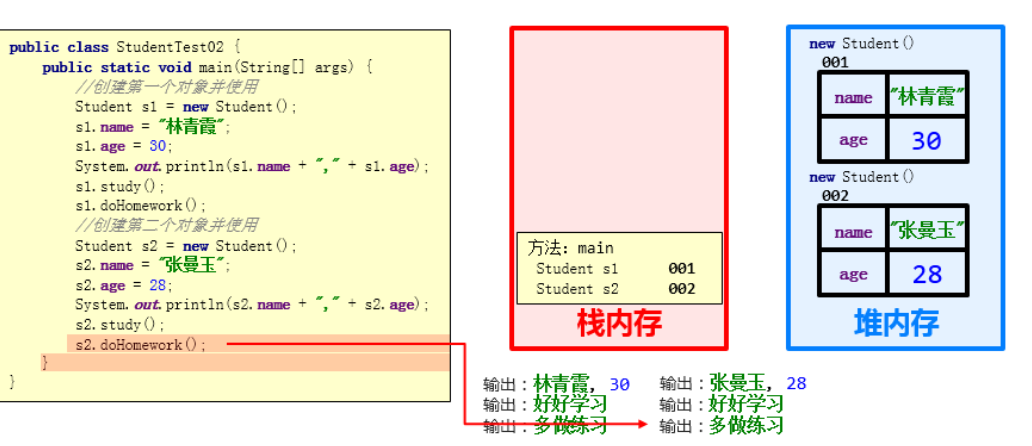 public class StudentTest02 {
public static void main(String[] args) {
//创建第一个对象并使用
Student s1 = new Student();
s1.name = "林青霞";
s1.age = 30;
System.out.println(s1.name + "," + s1.age);
s1.study();
s1.doHomework();
//创建第二个对象并使用
Student s2 = new Student();
s2.name = "张曼玉";
s2.age = 28;
System.out.println(s2.name + "," + s2.age);
s2.study();
s2.doHomework();
}
}
方法: main
Student s1 001
Student s2 002
栈内存
new Student()
001
name "林青霞"
age 30
new Student()
002
name "张曼玉"
age 28
堆内存
输出：林青霞, 30
输出：好好学习
输出：多做练习
输出：张曼玉, 28
输出：好好学习
输出：多做练习